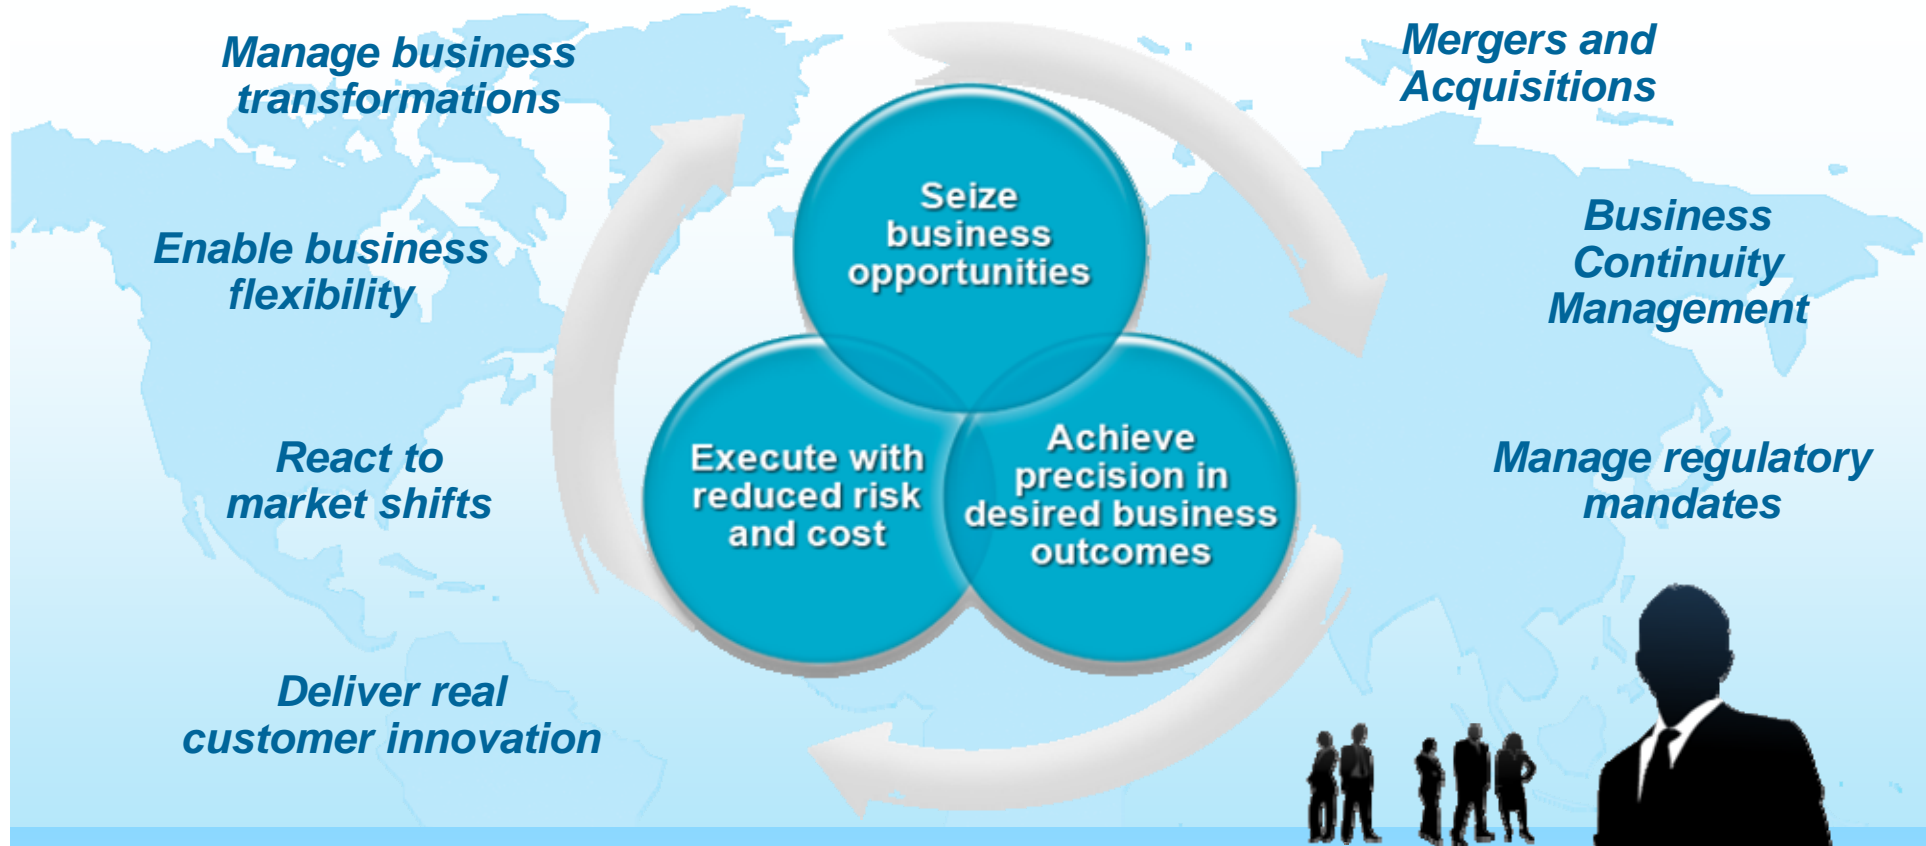 Manage business
transformations
Enable business
flexibility
React to
market shifts
Deliver real
customer innovation
Seize
business
opportunities
Execute with
reduced risk
and cost
Achieve
precision in
desired business
outcomes
Mergers and
Acquisitions
Business
Continuity
Management
Manage regulatory
mandates